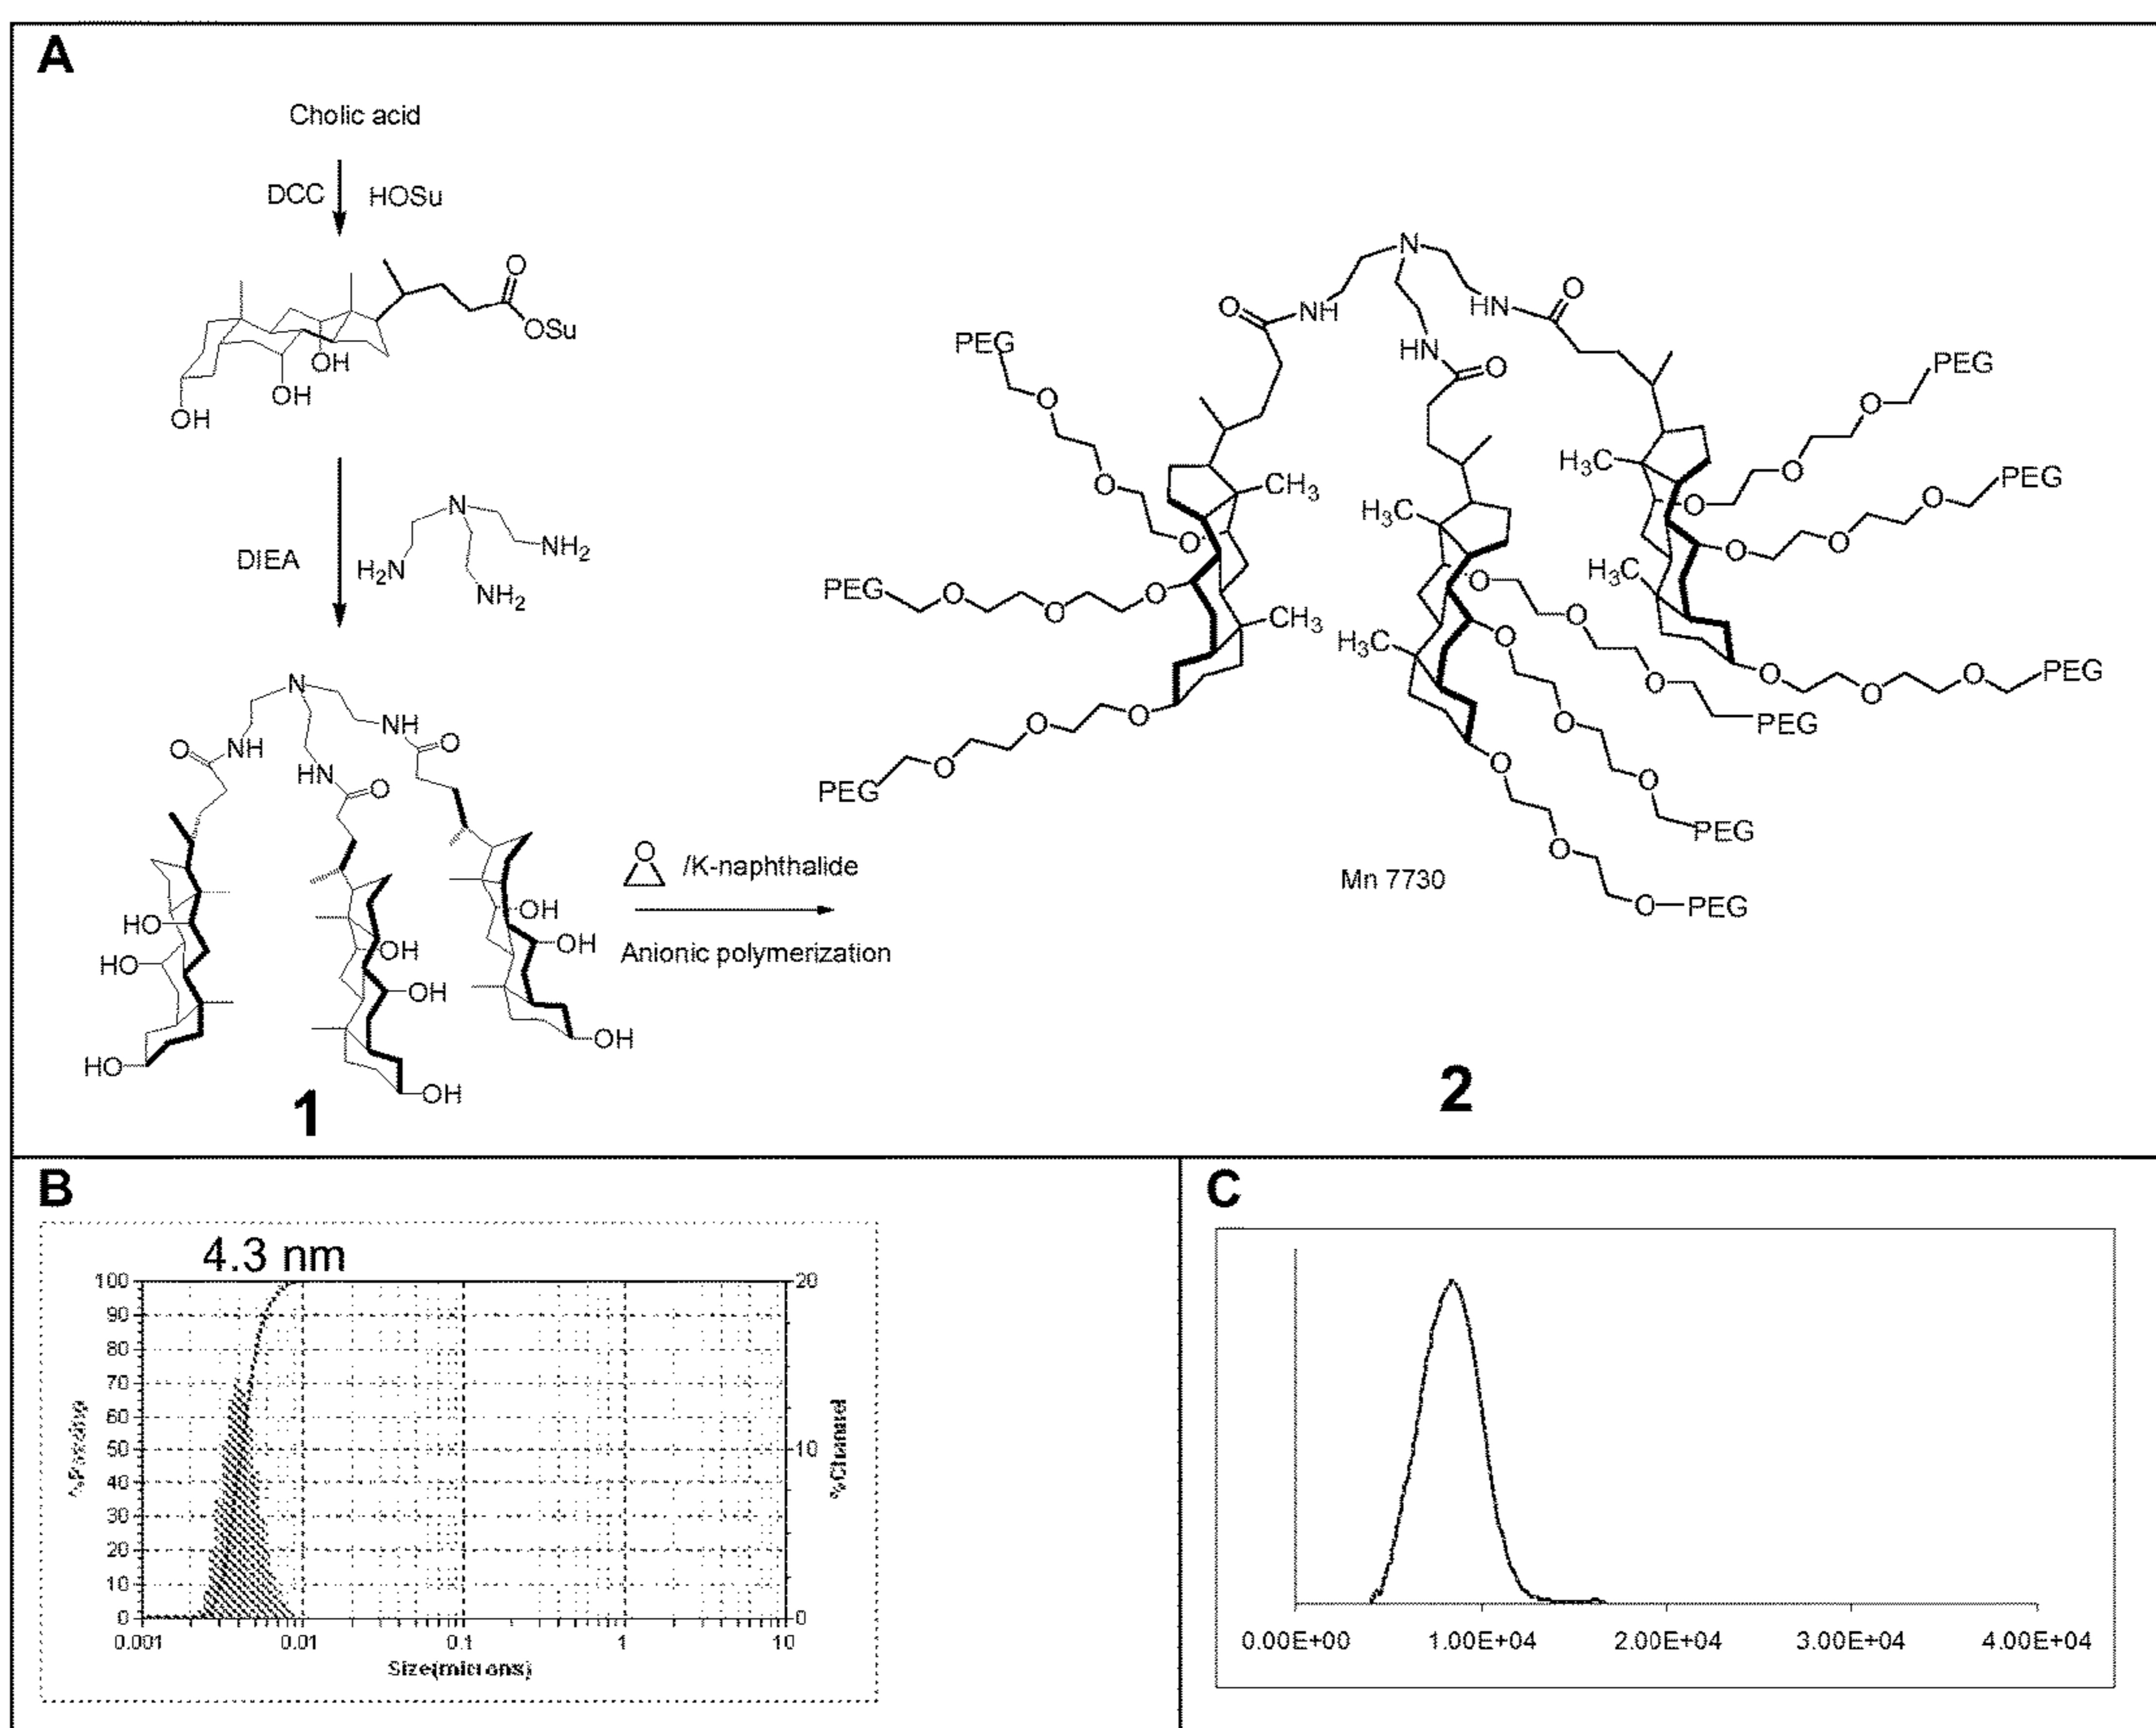 A
Cholic acid
DCC HOSu
O
OSu
OH
OH
OH
N
DIEA
H2N
NH2
NH2
N
NH
O
NH
O
HN
O
HO
HO
HO
OH
OH
OH
OH
OH
OH
1
O
/K-naphthalide
Anionic polymerization
N
O
NH
HN
O
HN
O
PEG
O
O
O
CH3
PEG
O
O
O
CH3
PEG
O
O
O
H3C
H3C
O
O
O
PEG
O
O
O
PEG
O
O
O
PEG
H3C
H3C
O
O
O
PEG
O
O
O
PEG
O
O
O
PEG
Mn 7730
2
B
4.3 nm
100
90
80
70
60
50
40
30
20
10
0
%Passing
20
10
0
%Channel
0.001 0.01 0.1 1 10
Size(microns)
C
0.00E+00 1.00E+04 2.00E+04 3.00E+04 4.00E+04